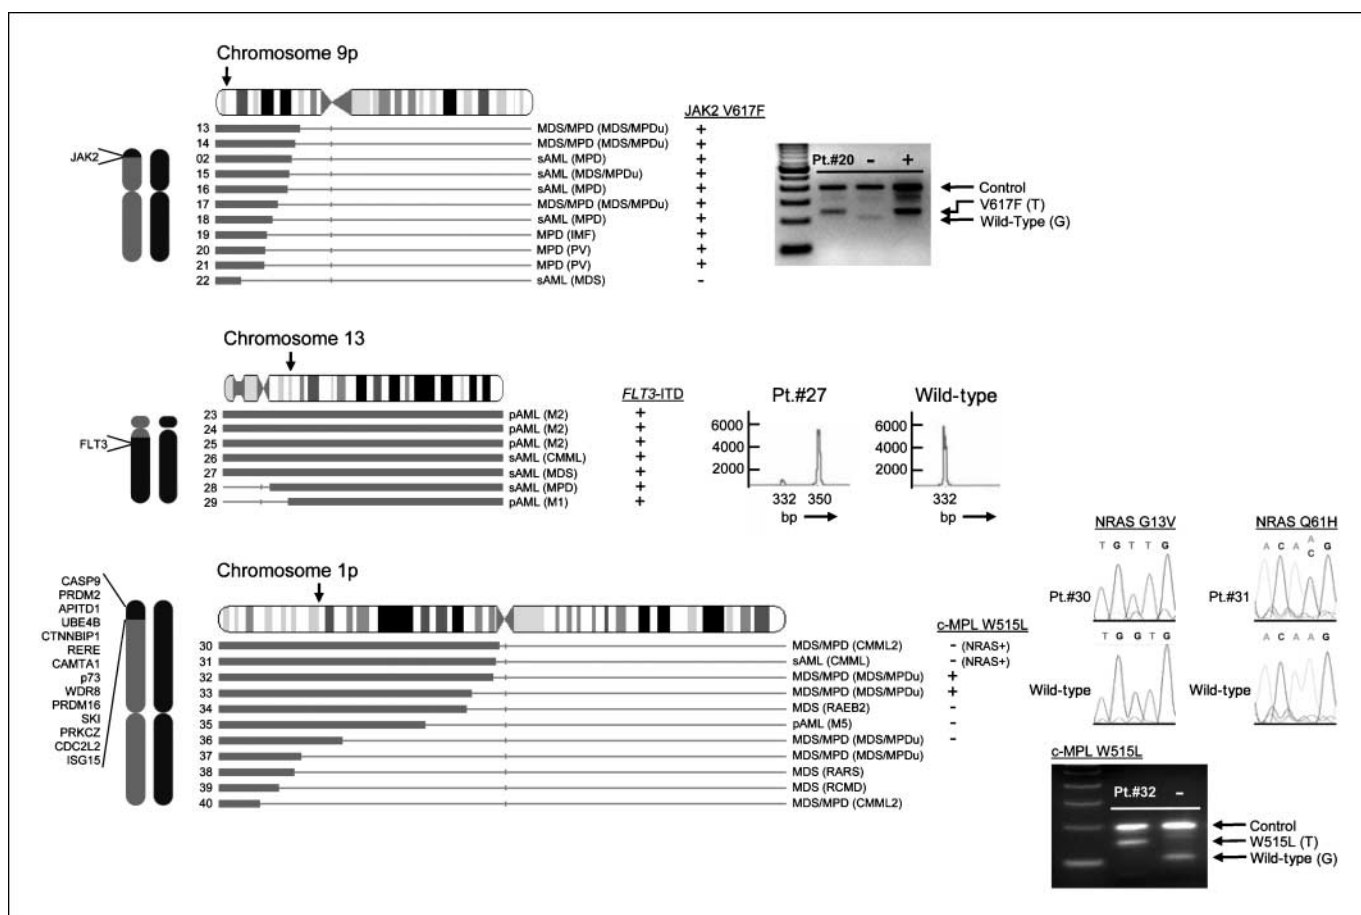 Chromosome 9p
JAK2 V617F
JAK2
13 MDS/MPD (MDS/MPDu) +
14 MDS/MPD (MDS/MPDu) +
02 sAML (MPD) +
15 sAML (MDS/MPDu) +
16 sAML (MPD) +
17 MDS/MPD (MDS/MPDu) +
18 sAML (MPD) +
19 MPD (IMF) +
20 MPD (PV) +
21 MPD (PV) +
22 sAML (MDS) -
Pt.#20 - +
Control
V617F (T)
Wild-Type (G)
Chromosome 13
FLT3-ITD
FLT3
23 pAML (M2) +
24 pAML (M2) +
25 pAML (M2) +
26 sAML (CMML) +
27 sAML (MDS) +
28 sAML (MPD) +
29 pAML (M1) +
Pt.#27
6000
4000
2000
332 350
bp
Wild-type
6000
4000
2000
332
bp
Chromosome 1p
c-MPL W515L
CASP9
PRDM2
APITD1
UBE4B
CTNNBIP1
RERE
CAMTA1
p73
WDR8
PRDM16
SKI
PRKCZ
CDC2L2
ISG15
30 MDS/MPD (CMML2) - (NRAS+)
31 sAML (CMML) - (NRAS+)
32 MDS/MPD (MDS/MPDu) +
33 MDS/MPD (MDS/MPDu) +
34 MDS (RAEB2) -
35 pAML (M5) -
36 MDS/MPD (MDS/MPDu) -
37 MDS/MPD (MDS/MPDu)
38 MDS (RARS)
39 MDS (RCMD)
40 MDS/MPD (CMML2)
NRAS G13V
T G T T G
Pt.#30
T G G T G
Wild-type
NRAS Q61H
A C A A G
C
Pt.#31
A C A A G
Wild-type
c-MPL W515L
Pt.#32 -
Control
W515L (T)
Wild-type (G)